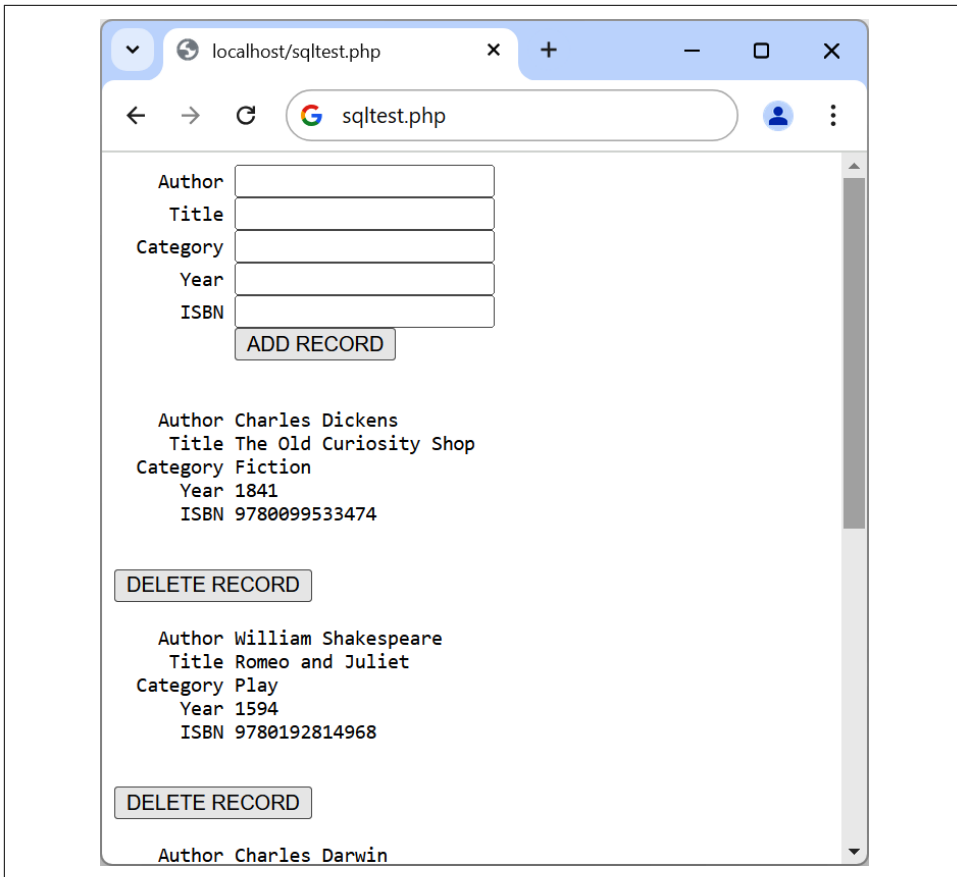 localhost/sqltest.php
sqltest.php
Author
Title
Category
Year
ISBN
ADD RECORD
Author Charles Dickens
Title The Old Curiosity Shop
Category Fiction
Year 1841
ISBN 9780099533474
DELETE RECORD
Author William Shakespeare
Title Romeo and Juliet
Category Play
Year 1594
ISBN 9780192814968
DELETE RECORD
Author Charles Darwin